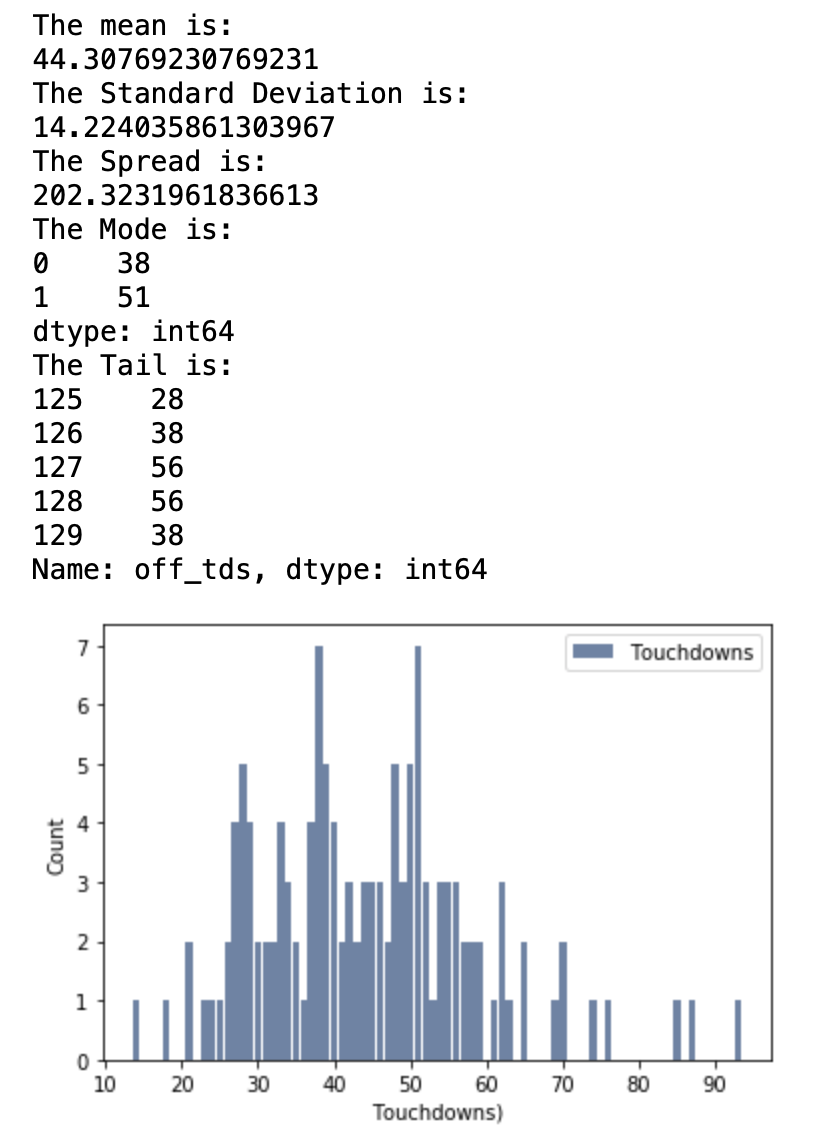 The mean is:
44.30769230769231
The Standard Deviation is:
14.224035861303967
The Spread is:
202.3231961836613
The Mode is:
0    38
1    51
dtype: int64
The Tail is:
125    28
126    38
127    56
128    56
129    38
Name: off_tds, dtype: int64
Touchdowns
7
6
5
4
3
2
1
0
Count
10 20 30 40 50 60 70 80 90
Touchdowns)